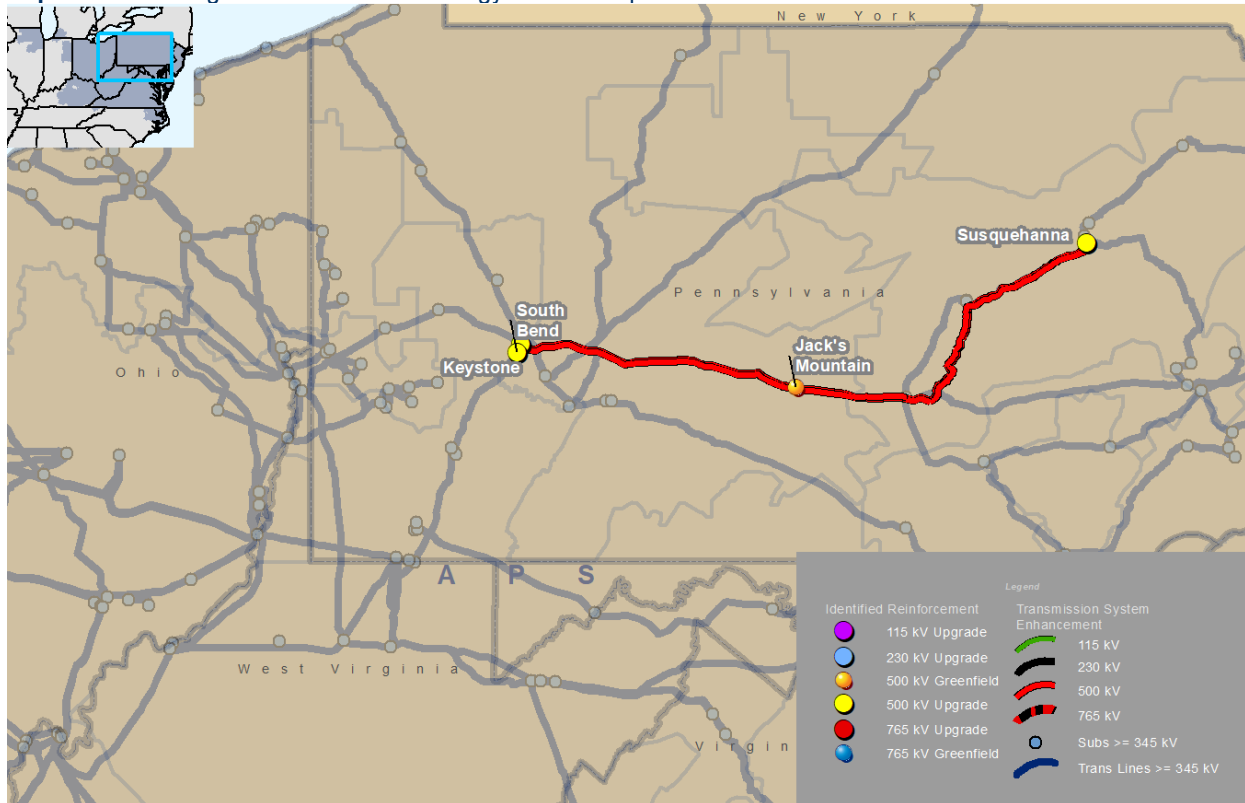 New York
Susquehanna
Pennsylvania
South
Bend
Keystone
Jack's
Mountain
Ohio
A P S
West Virginia
Virgin
Legend
Identified Reinforcement
115 kV Upgrade
230 kV Upgrade
500 kV Greenfield
500 kV Upgrade
765 kV Upgrade
765 kV Greenfield
Transmission System
Enhancement
115 kV
230 kV
500 kV
765 kV
Subs >= 345 kV
Trans Lines >= 345 kV